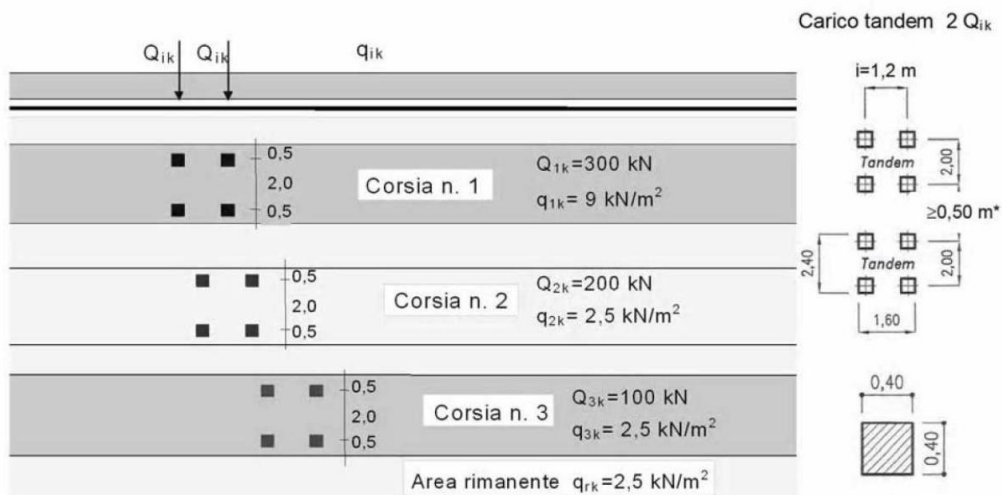 Carico tandem 2 Qik
Qik Qik qik
i=1,2 m
0,5
2,0
0,5
Corsia n. 1
Q1k=300 kN
q1k= 9 kN/m²
Tandem
2,00
≥0,50 m*
0,5
2,0
0,5
Corsia n. 2
Q2k=200 kN
q2k= 2,5 kN/m²
2,40
Tandem
2,00
1,60
0,5
2,0
0,5
Corsia n. 3
Q3k=100 kN
q3k= 2,5 kN/m²
0,40
0,40
Area rimanente qrk=2,5 kN/m²